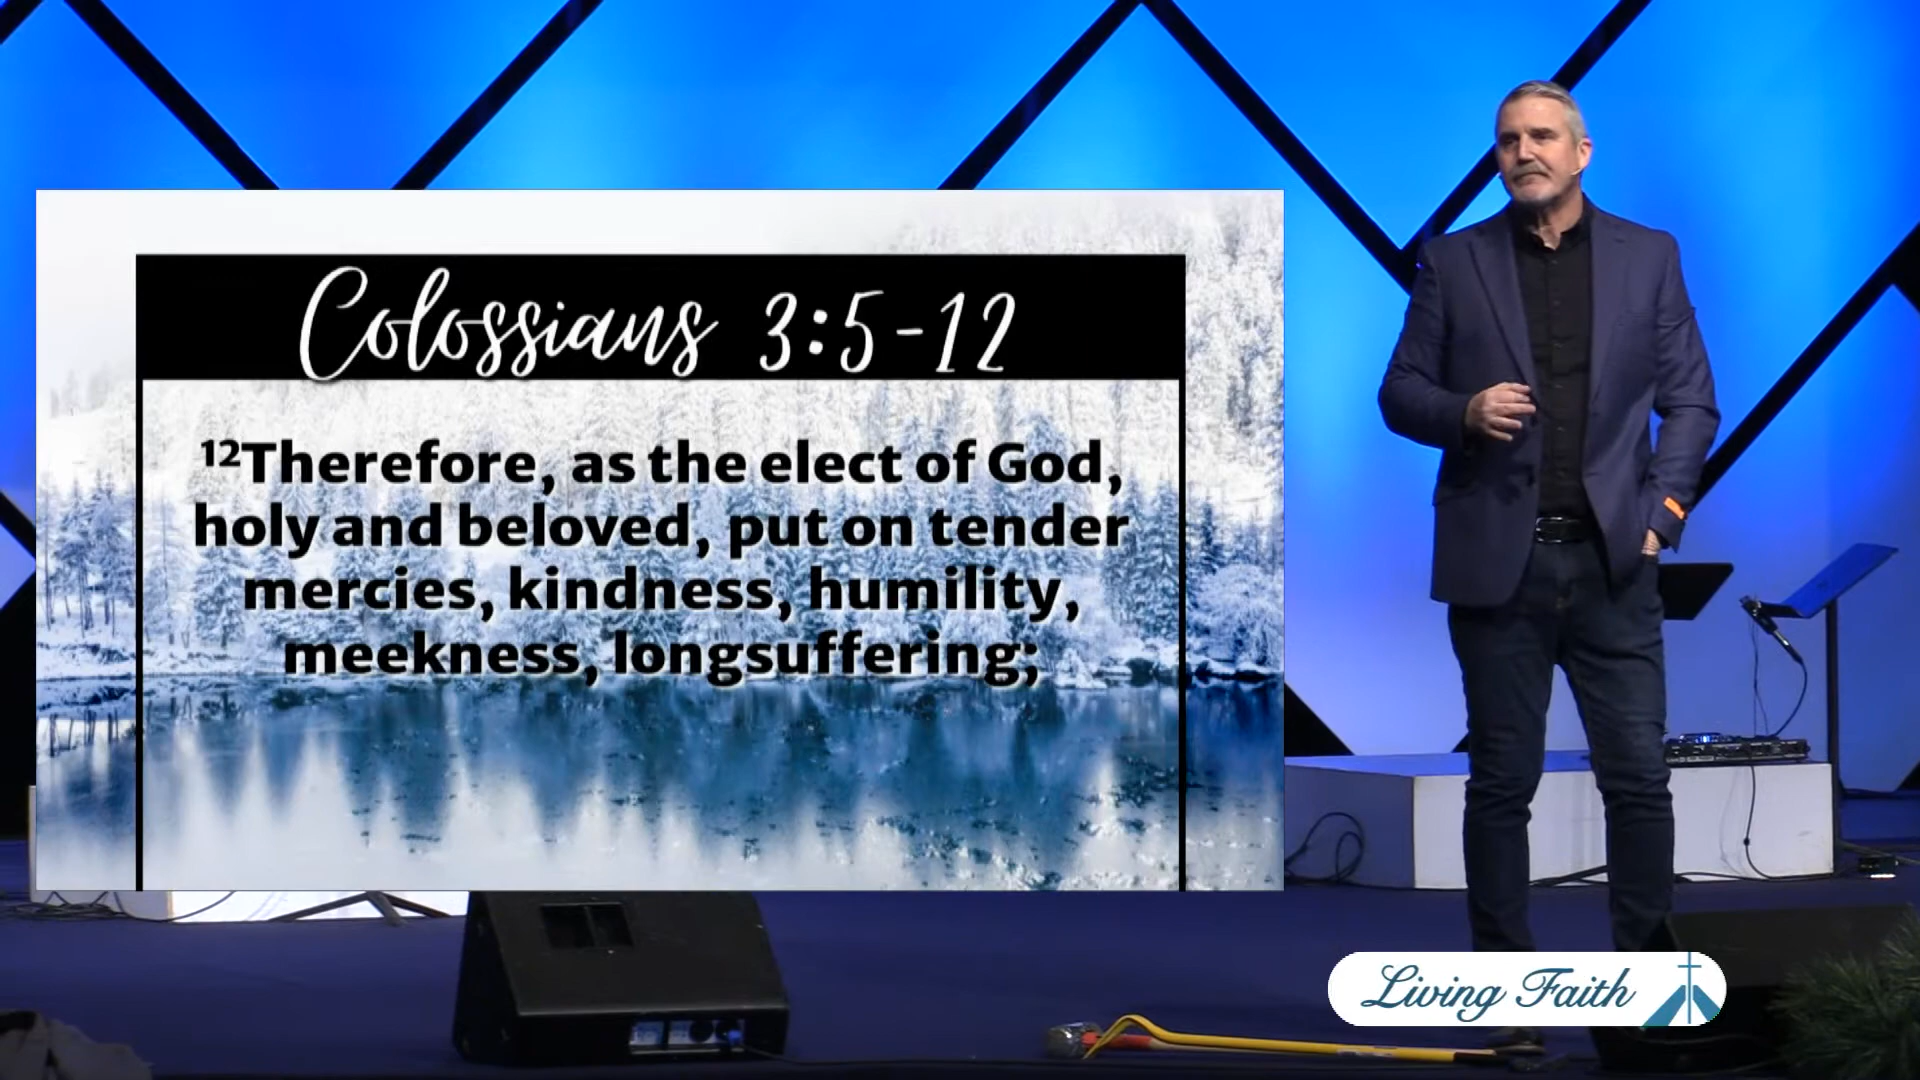 Colossians 3:5-12
¹²Therefore, as the elect of God,
holy and beloved, put on tender
mercies, kindness, humility,
meekness, longsuffering;
Living Faith